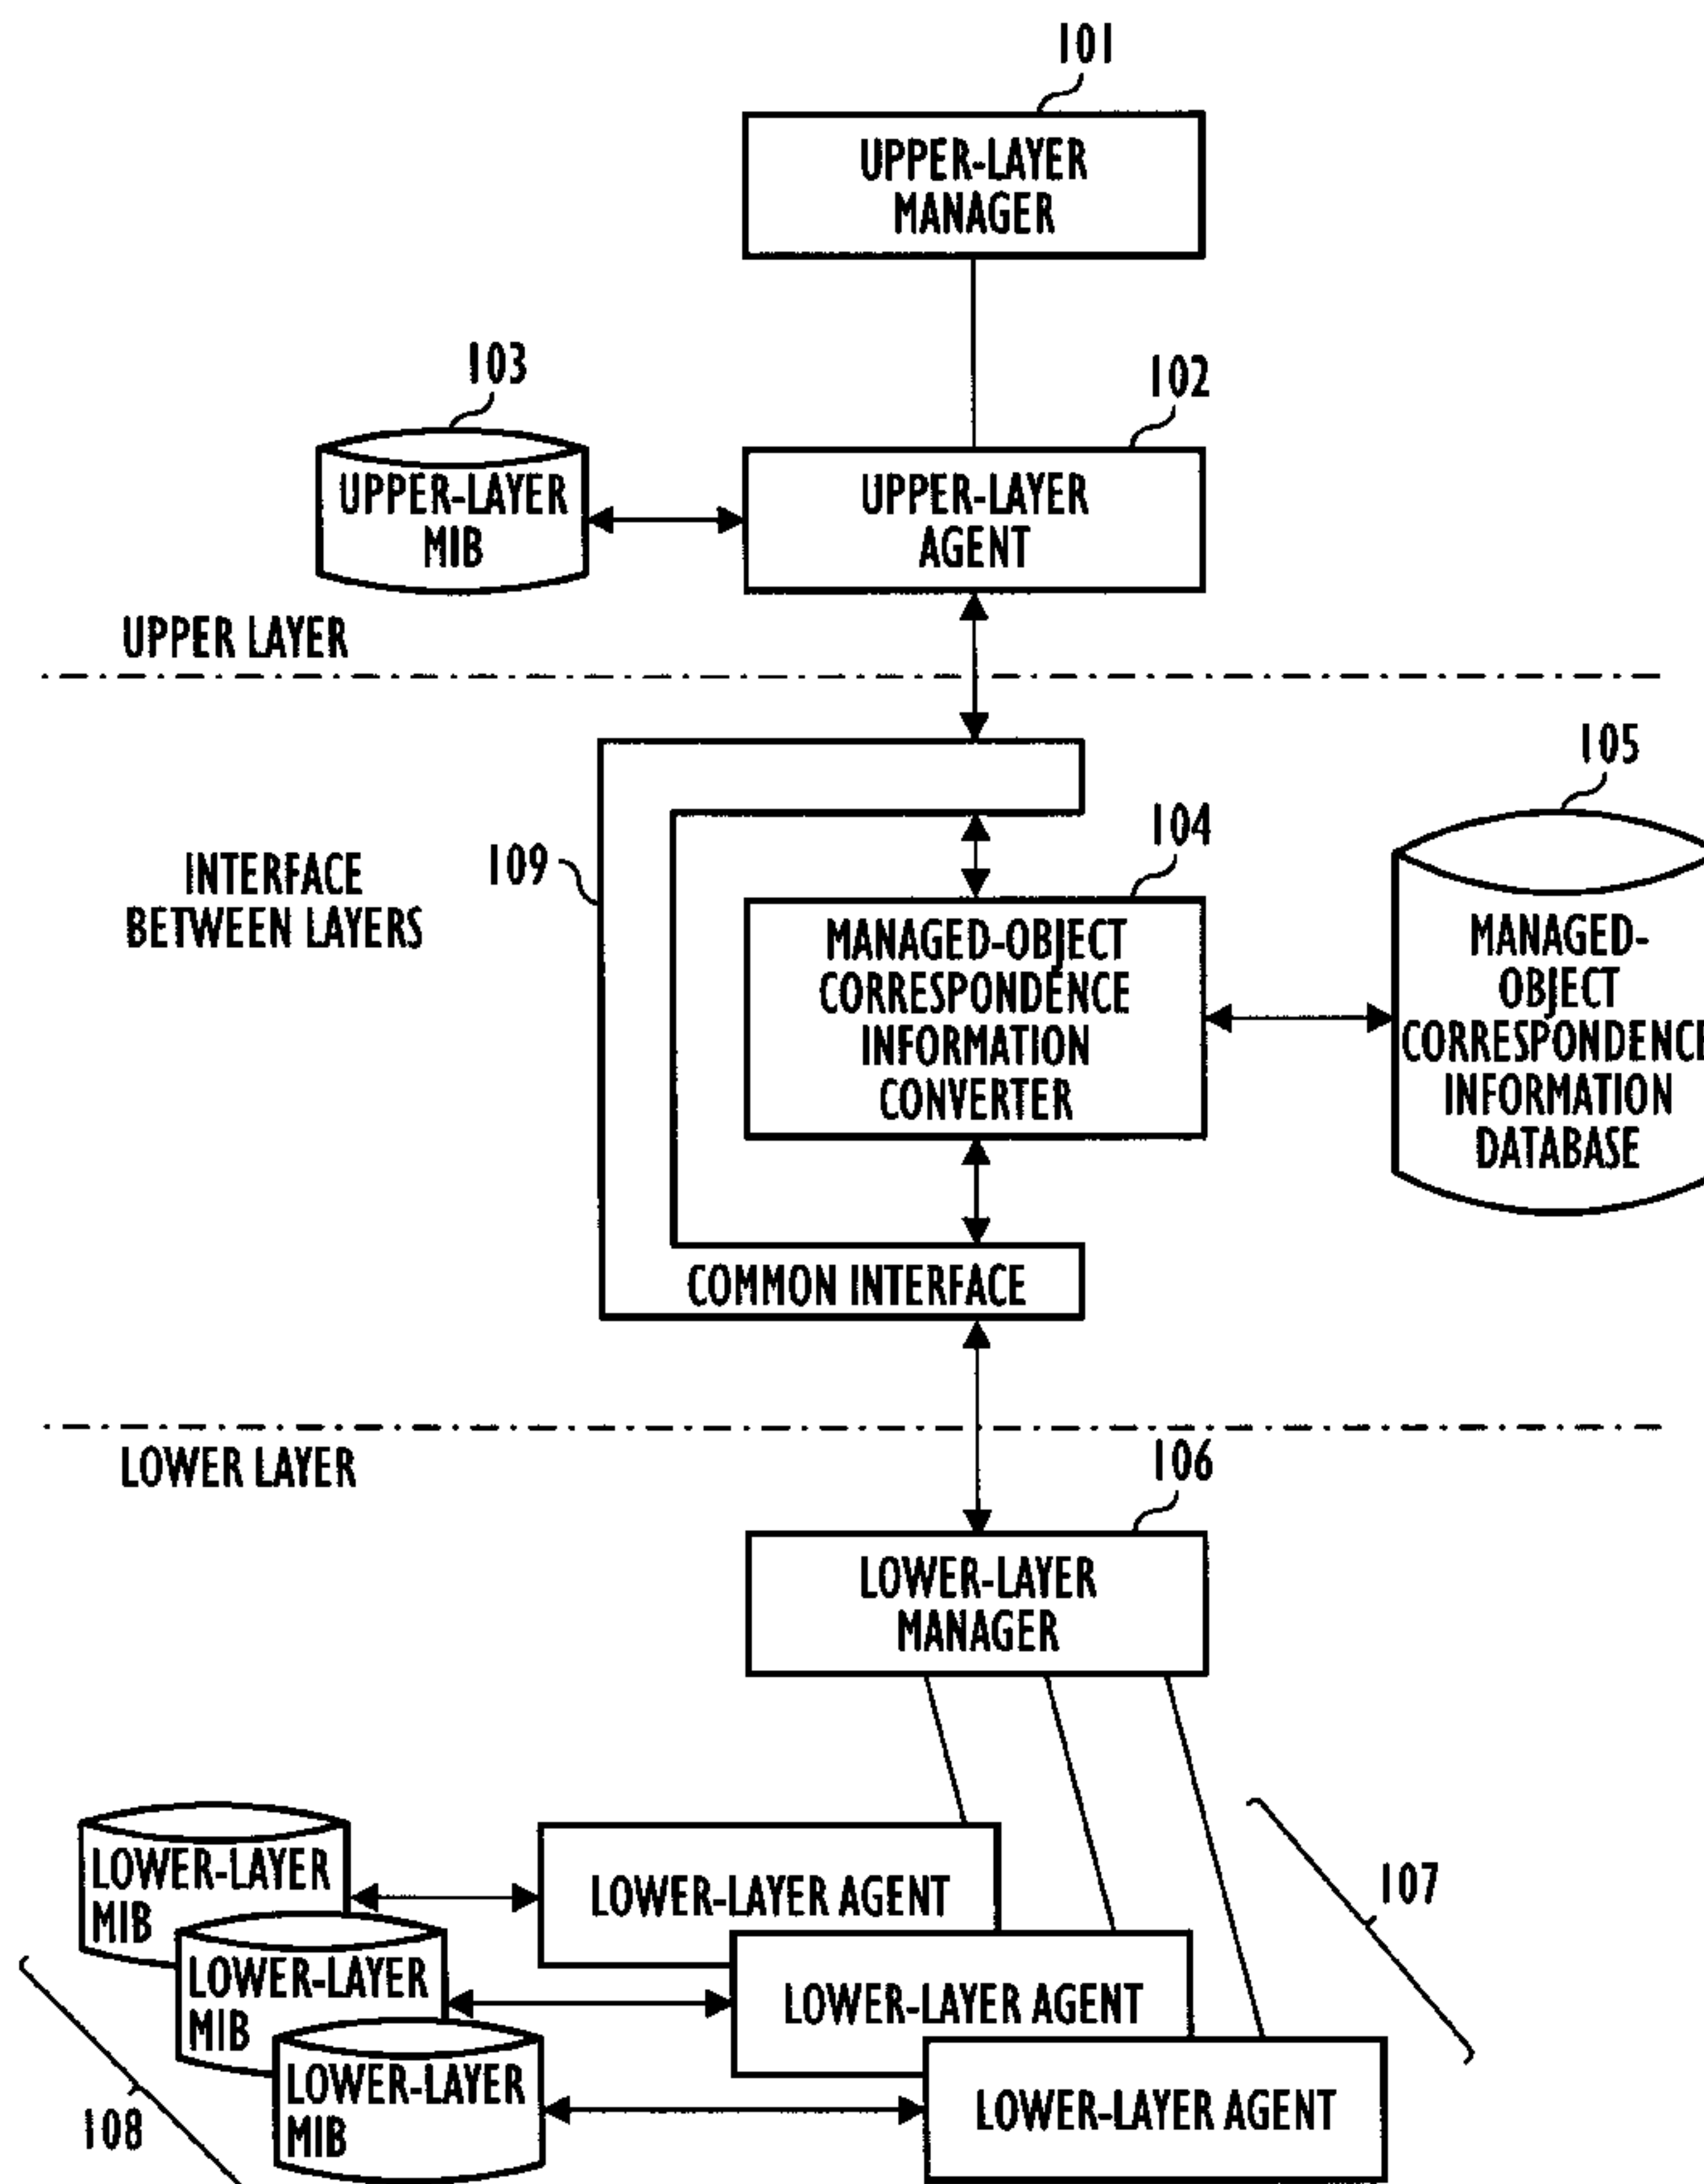 101
UPPER-LAYER
MANAGER
103
102
UPPER-LAYER
MIB
UPPER-LAYER
AGENT
UPPER LAYER
105
104
109
INTERFACE
BETWEEN LAYERS
MANAGED-OBJECT
CORRESPONDENCE
INFORMATION
CONVERTER
MANAGED-
OBJECT
CORRESPONDENCE
INFORMATION
DATABASE
COMMON INTERFACE
LOWER LAYER
106
LOWER-LAYER
MANAGER
LOWER-LAYER
MIB
LOWER-LAYER AGENT
107
LOWER-LAYER
MIB
LOWER-LAYER AGENT
LOWER-LAYER
MIB
LOWER-LAYER AGENT
108